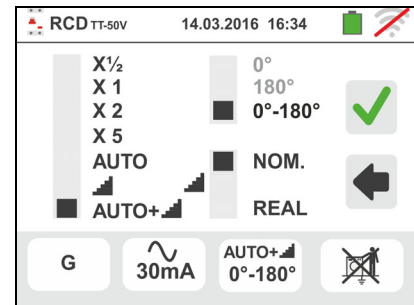 RCD TT-50V 14.03.2016 16:34
X½ 0°
X 1 180°
X 2 0°-180°
X 5
AUTO NOM.
AUTO+ REAL
G 30mA AUTO+ 0°-180°